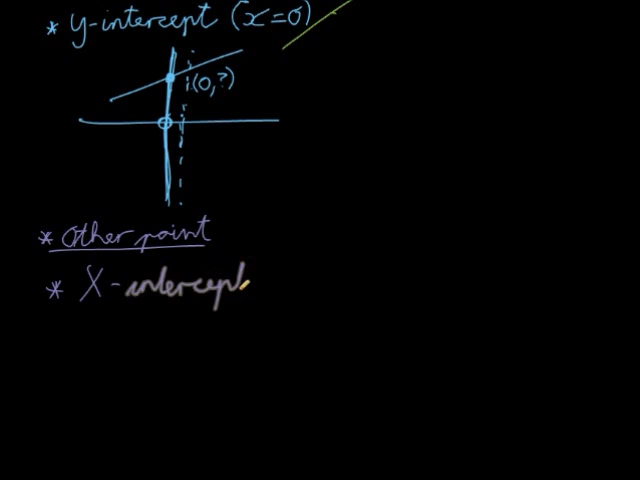 * y-intercept (x=0)
(0,?)
* Other point
* X-intercept